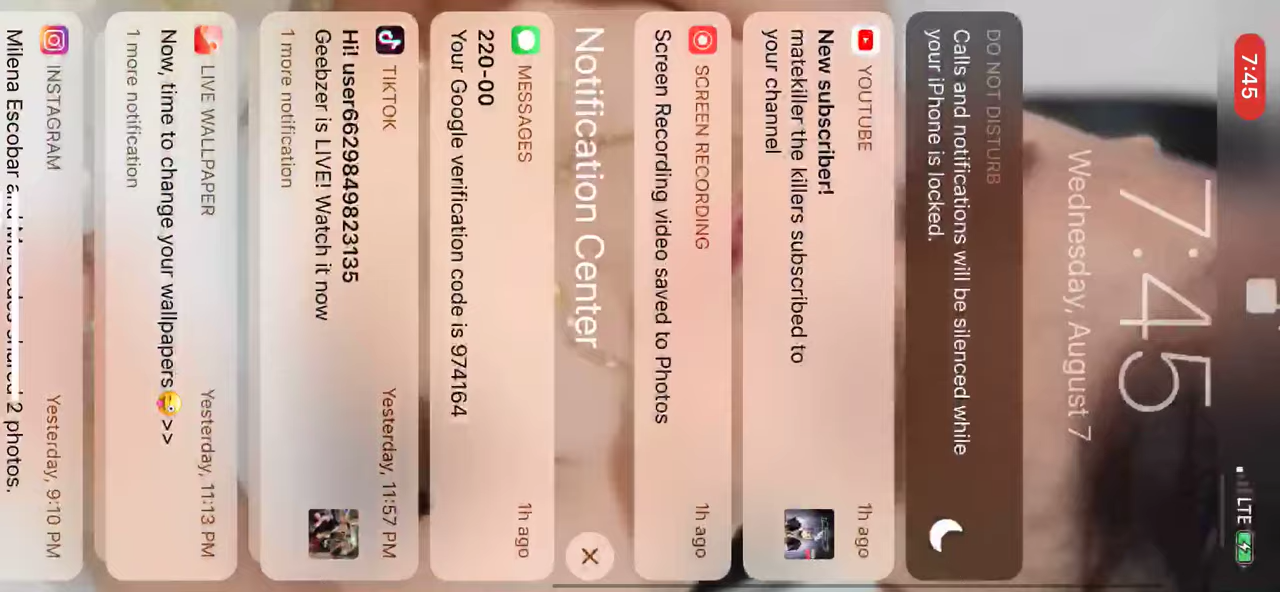 7:45
LTE
7:45
Wednesday, August 7
DO NOT DISTURB
Calls and notifications will be silenced while
your iPhone is locked.
YOUTUBE
1h ago
New subscriber!
matekiller the killers subscribed to
your channel
SCREEN RECORDING
1h ago
Screen Recording video saved to Photos
Notification Center
MESSAGES
1h ago
220-00
Your Google verification code is 974164
TIKTOK
Yesterday, 11:57 PM
Hi! user6629849823135
Geebzer is LIVE! Watch it now
1 more notification
LIVE WALLPAPER
Yesterday, 11:13 PM
Now, time to change your wallpapers😜>>
1 more notification
INSTAGRAM
Yesterday, 9:10 PM
Milena Escobar and Mercedes shared 2 photos.